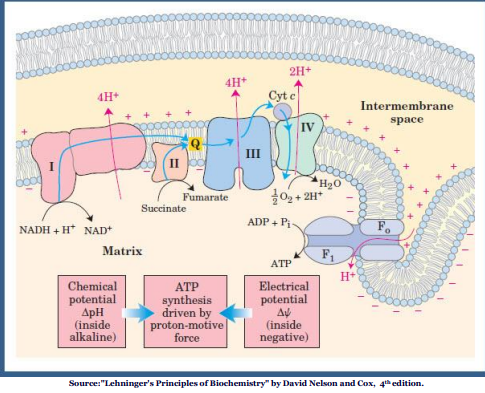 4H+
4H+
2H+
Cyt c
Intermembrane
space
IV
Q
III
I
II
Fumarate
Succinate
NADH + H+ NAD+
½O2 + 2H+
H2O
ADP + Pi
Fo
F1
ATP
H+
Matrix
Chemical
potential
ΔpH
(inside
alkaline)
ATP
synthesis
driven by
proton-motive
force
Electrical
potential
Δψ
(inside
negative)
Source:"Lehninger's Principles of Biochemistry" by David Nelson and Cox, 4th edition.